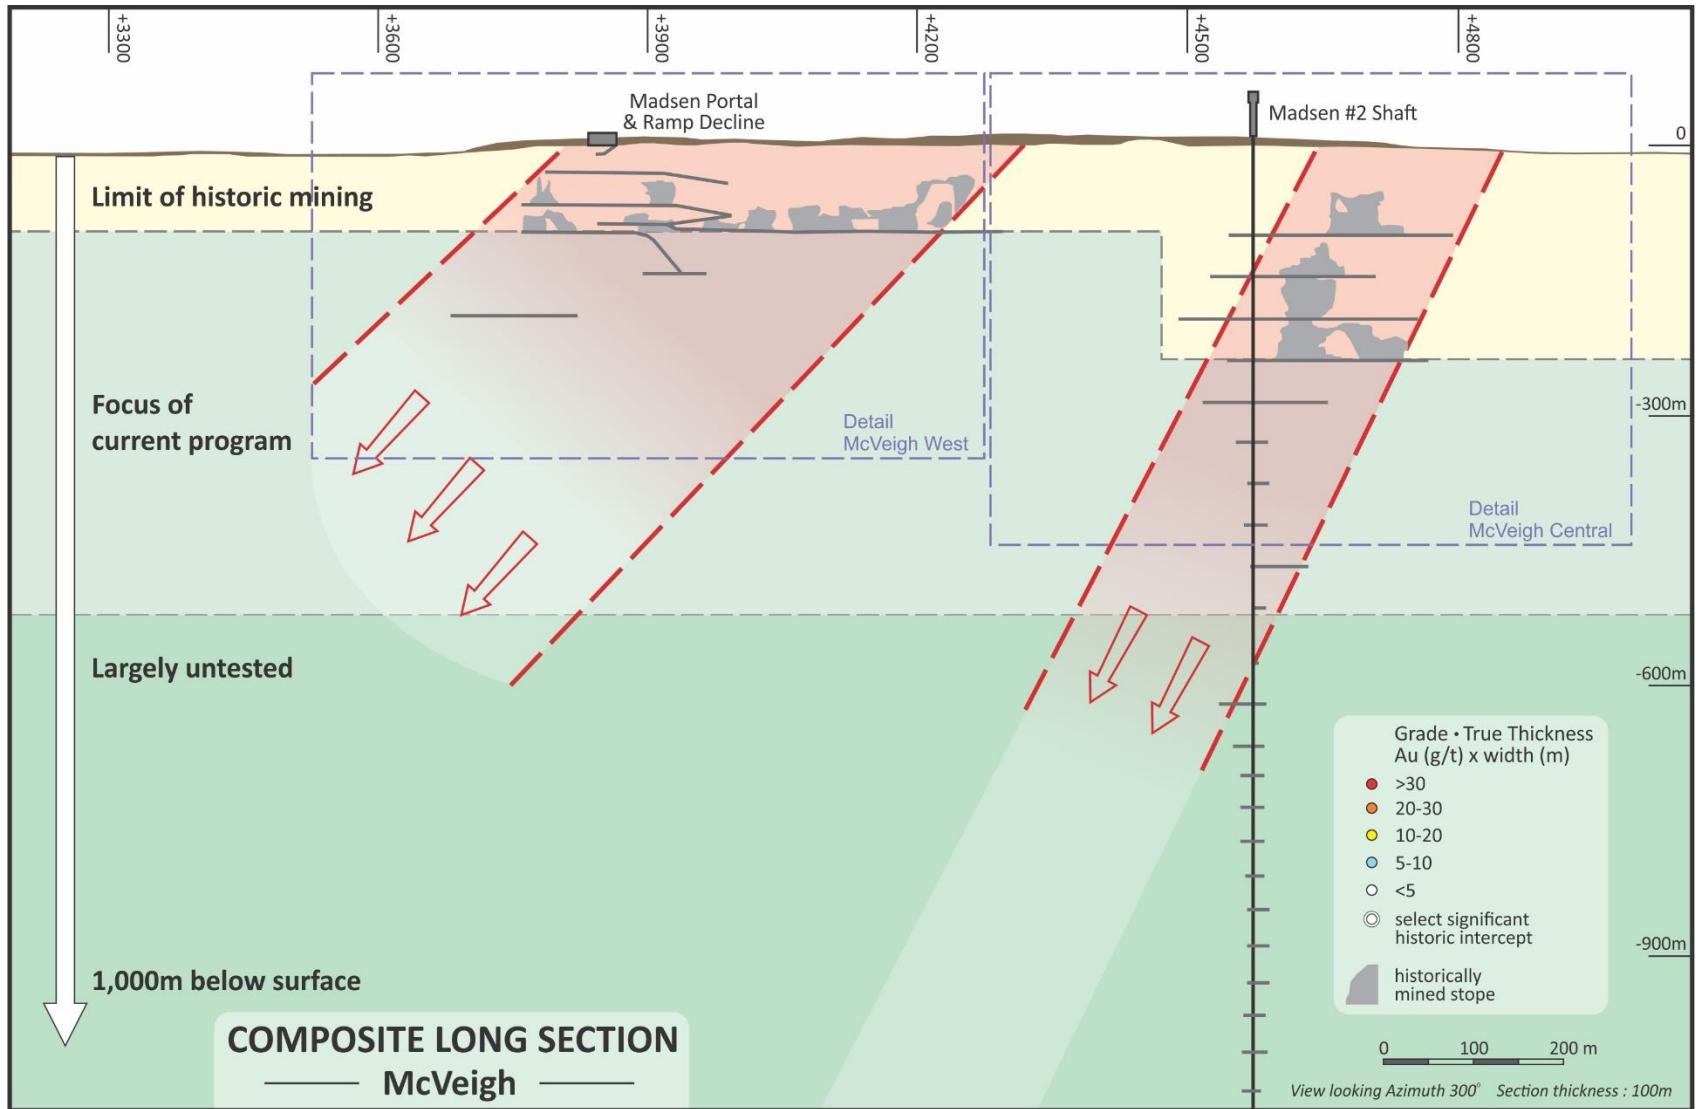 +3300
+3600
+3900
+4200
+4500
+4800
Madsen Portal
& Ramp Decline
Madsen #2 Shaft
0
Limit of historic mining
Focus of
current program
Detail
McVeigh West
-300m
Detail
McVeigh Central
Largely untested
-600m
Grade • True Thickness
Au (g/t) x width (m)
>30
20-30
10-20
5-10
<5
select significant
historic intercept
historically
mined stope
-900m
1,000m below surface
COMPOSITE LONG SECTION
McVeigh
0 100 200 m
View looking Azimuth 300° Section thickness : 100m